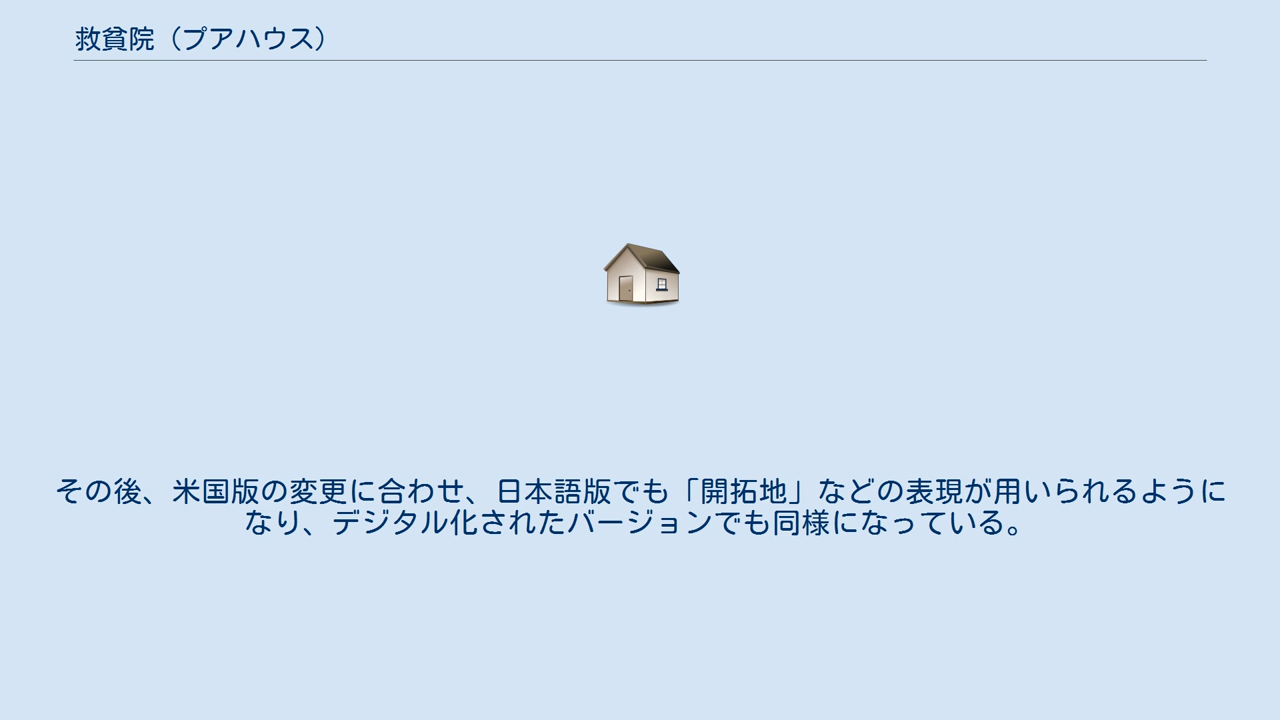 救貧院（プアハウス）
その後、米国版の変更に合わせ、日本語版でも「開拓地」などの表現が用いられるように
なり、デジタル化されたバージョンでも同様になっている。